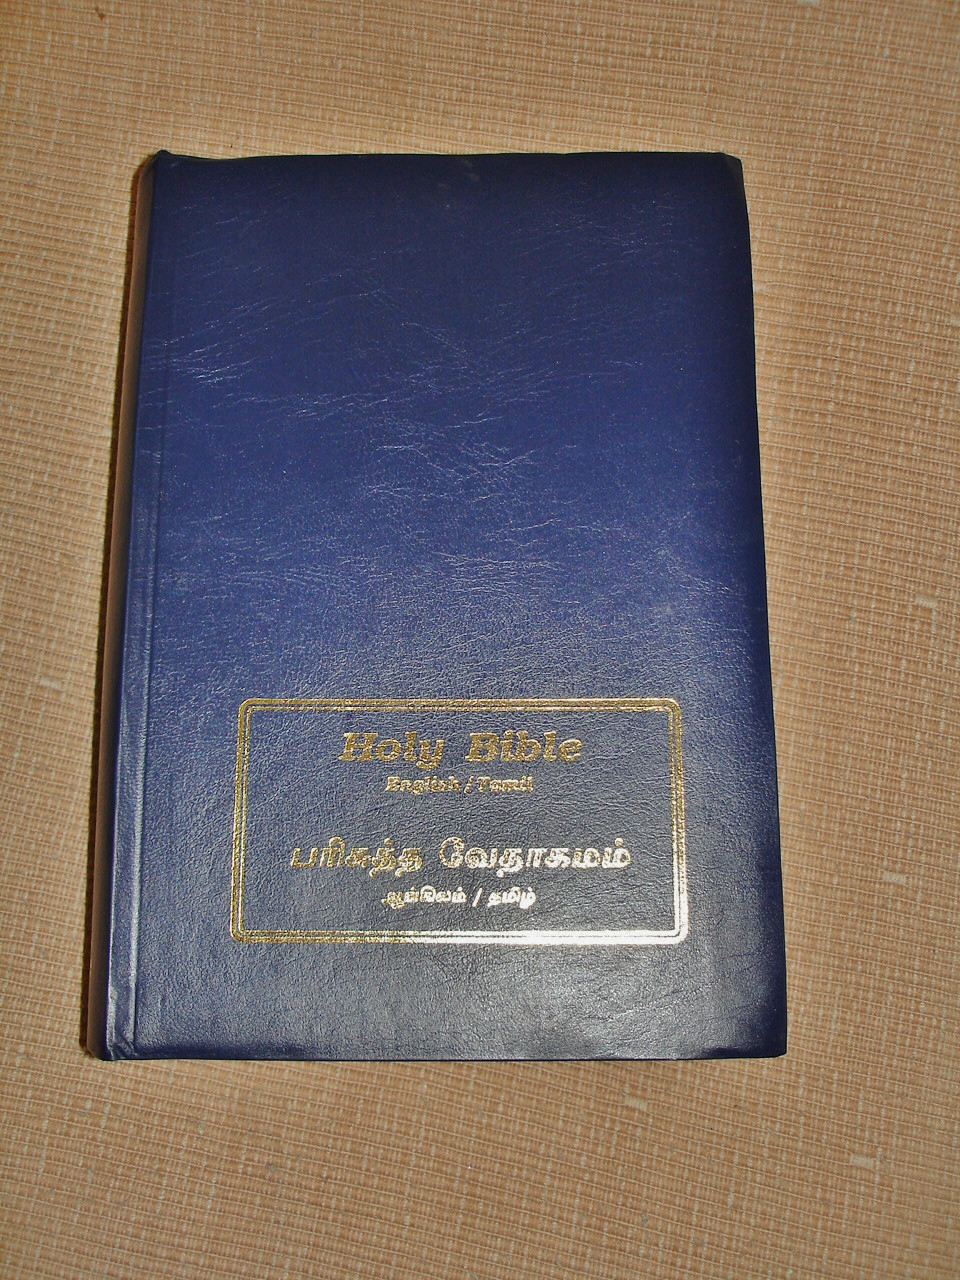 Holy Bible
English / Tamil
பரிசுத்த வேதாகமம்
ஆங்கிலம் / தமிழ்